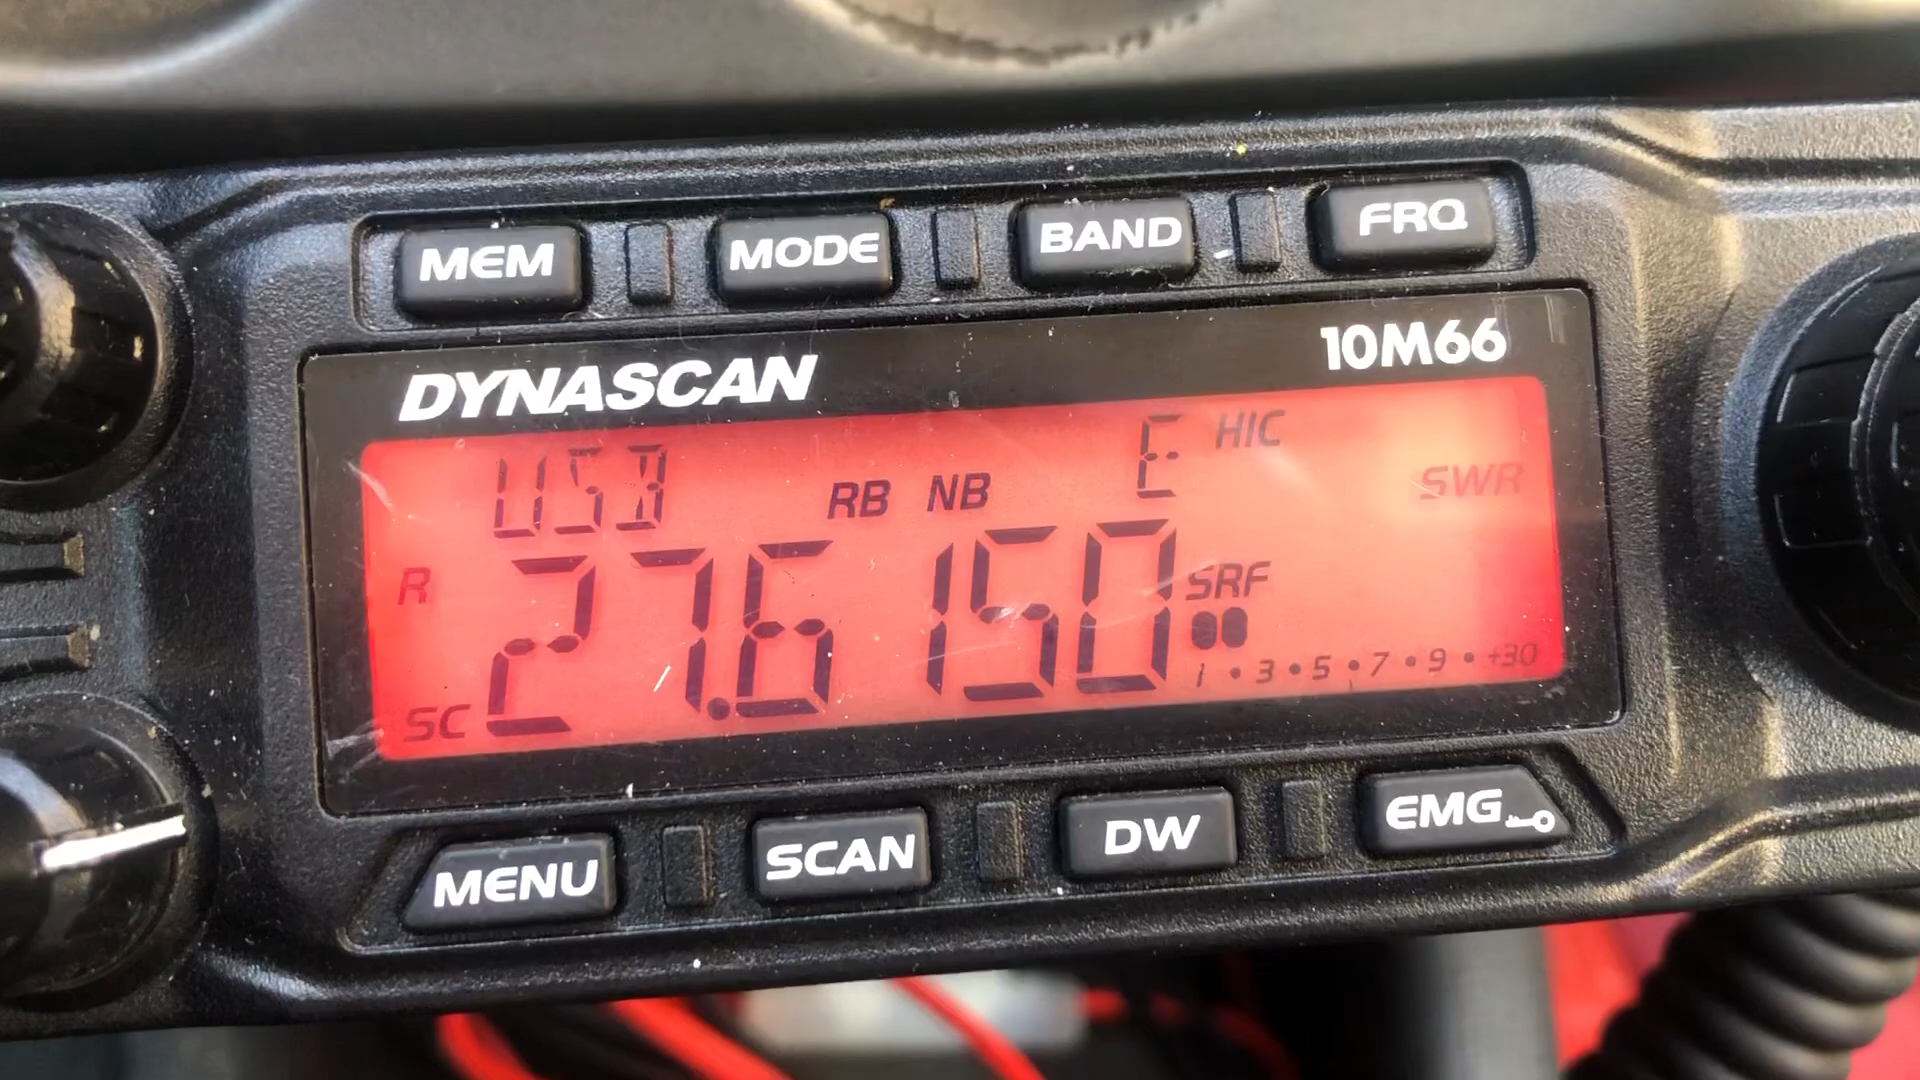 MEM MODE BAND FRQ
DYNASCAN 10M66
USB RB NB E HIC SWR
R 27.6150 SRF
SC 1 • 3 • 5 • 7 • 9 • +30
MENU SCAN DW EMG